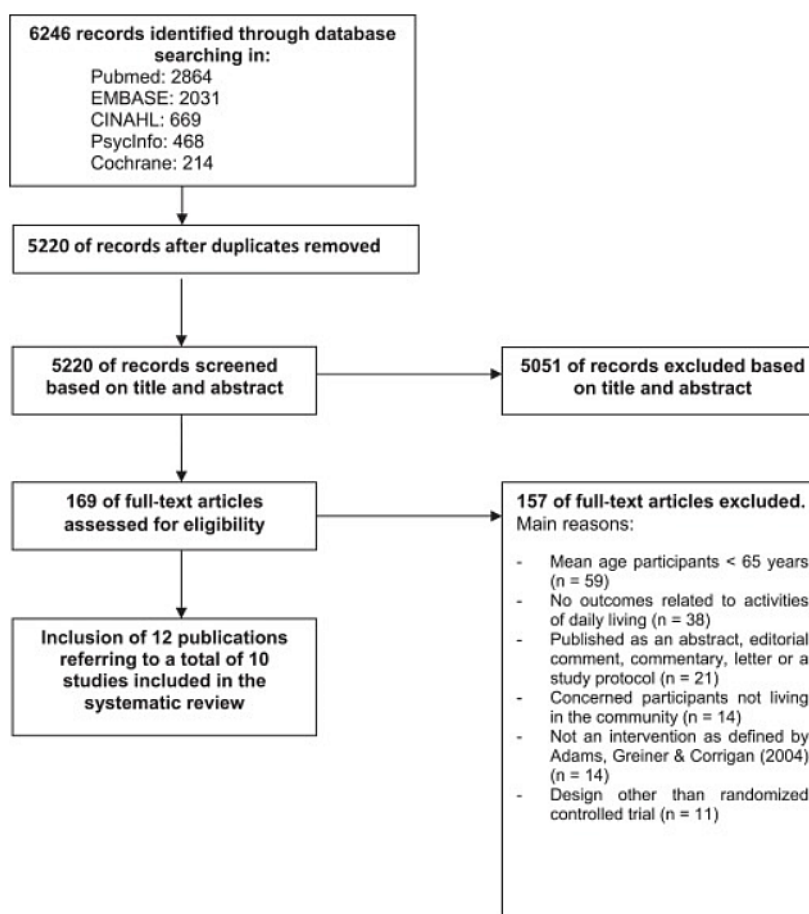 6246 records identified through database
searching in:
Pubmed: 2864
EMBASE: 2031
CINAHL: 669
PsycInfo: 468
Cochrane: 214
5220 of records after duplicates removed
5220 of records screened
based on title and abstract
5051 of records excluded based
on title and abstract
169 of full-text articles
assessed for eligibility
157 of full-text articles excluded.
Main reasons:
- Mean age participants < 65 years
(n = 59)
- No outcomes related to activities
of daily living (n = 38)
- Published as an abstract, editorial
comment, commentary, letter or a
study protocol (n = 21)
- Concerned participants not living
in the community (n = 14)
- Not an intervention as defined by
Adams, Greiner & Corrigan (2004)
(n = 14)
- Design other than randomized
controlled trial (n = 11)
Inclusion of 12 publications
referring to a total of 10
studies included in the
systematic review